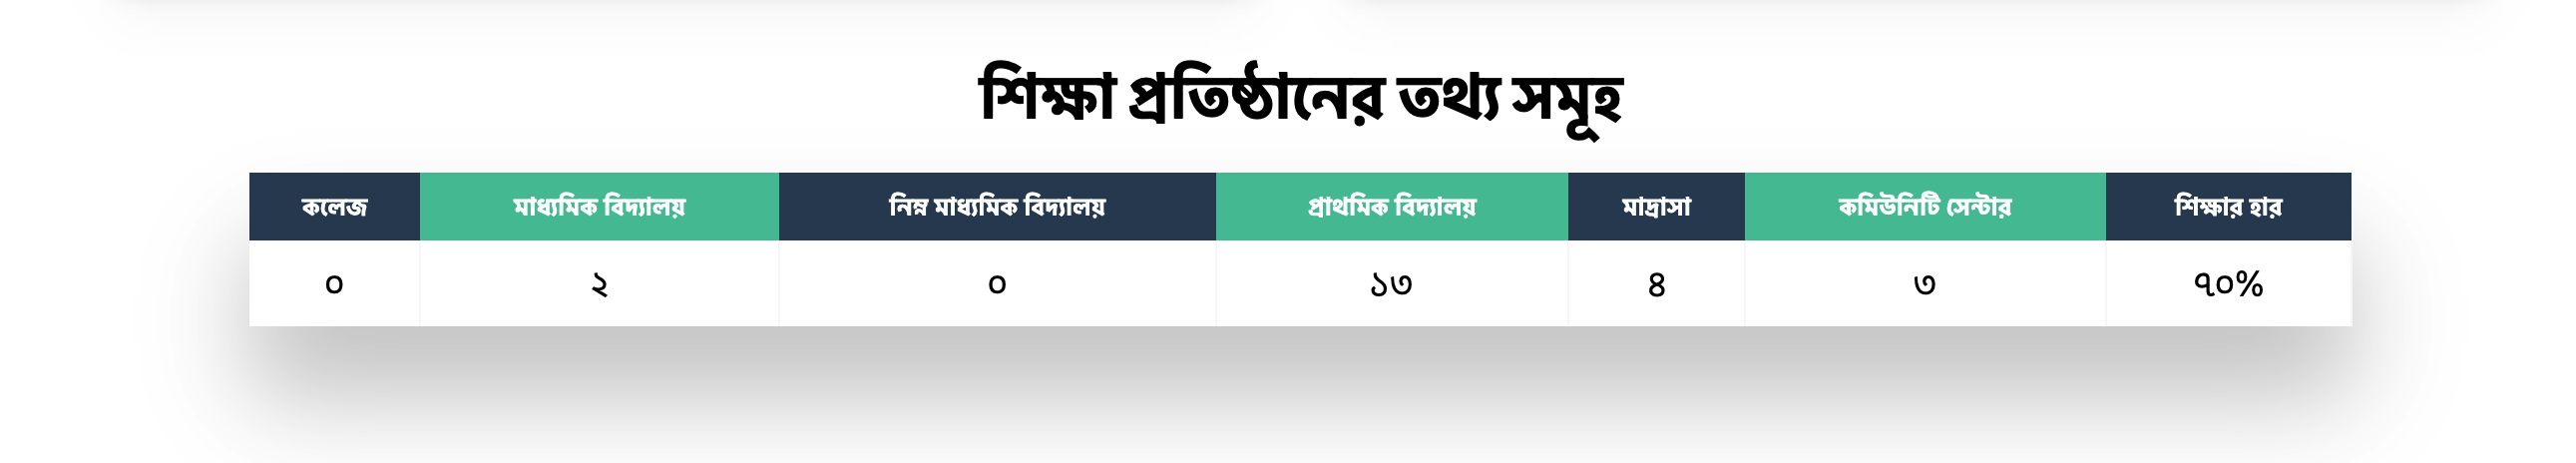 শিক্ষা প্রতিষ্ঠানের তথ্য সমূহ
কলেজ মাধ্যমিক বিদ্যালয় নিম্ন মাধ্যমিক বিদ্যালয় প্রাথমিক বিদ্যালয় মাদ্রাসা কমিউনিটি সেন্টার শিক্ষার হার
০ ২ ০ ১৩ ৪ ৩ ৭০%